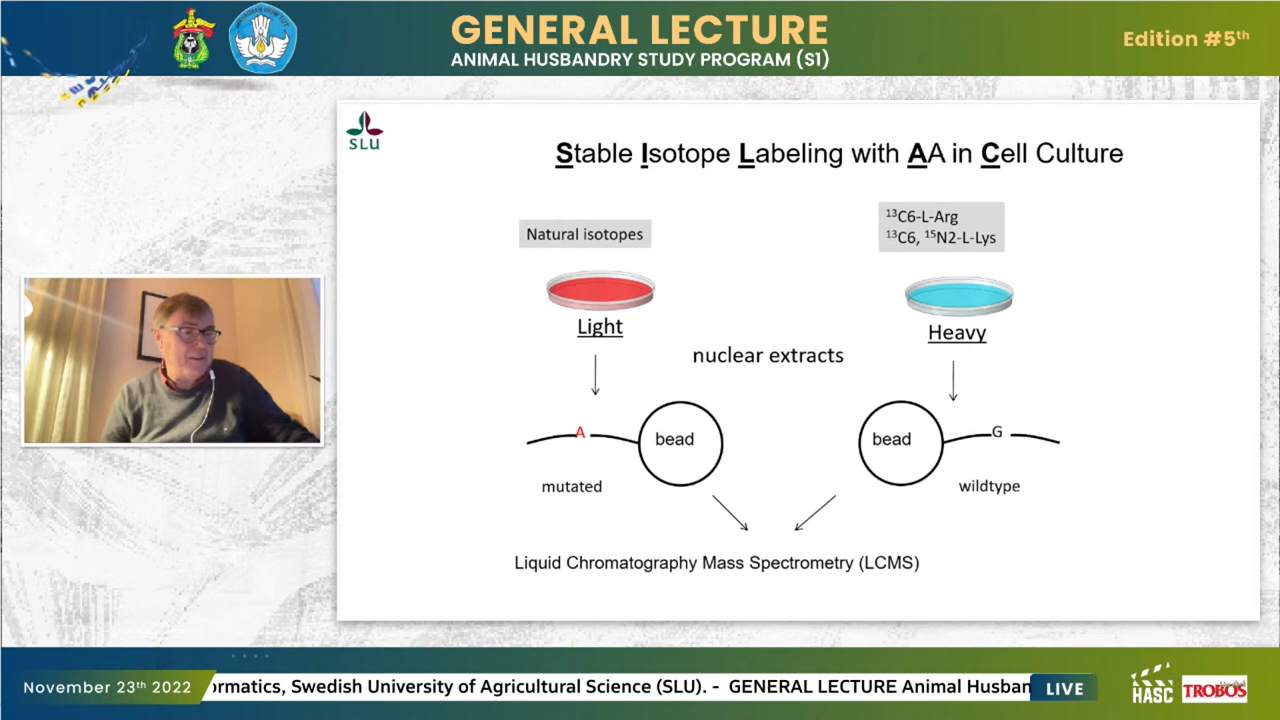 GENERAL LECTURE
ANIMAL HUSBANDRY STUDY PROGRAM (S1)
Edition #5th
SLU
Stable Isotope Labeling with AA in Cell Culture
Natural isotopes
13C6-L-Arg
13C6, 15N2-L-Lys
Light
Heavy
nuclear extracts
A
bead
bead
G
mutated
wildtype
Liquid Chromatography Mass Spectrometry (LCMS)
November 23th 2022
ormatics, Swedish University of Agricultural Science (SLU). - GENERAL LECTURE Animal Husban
LIVE
HASC
TROBOS